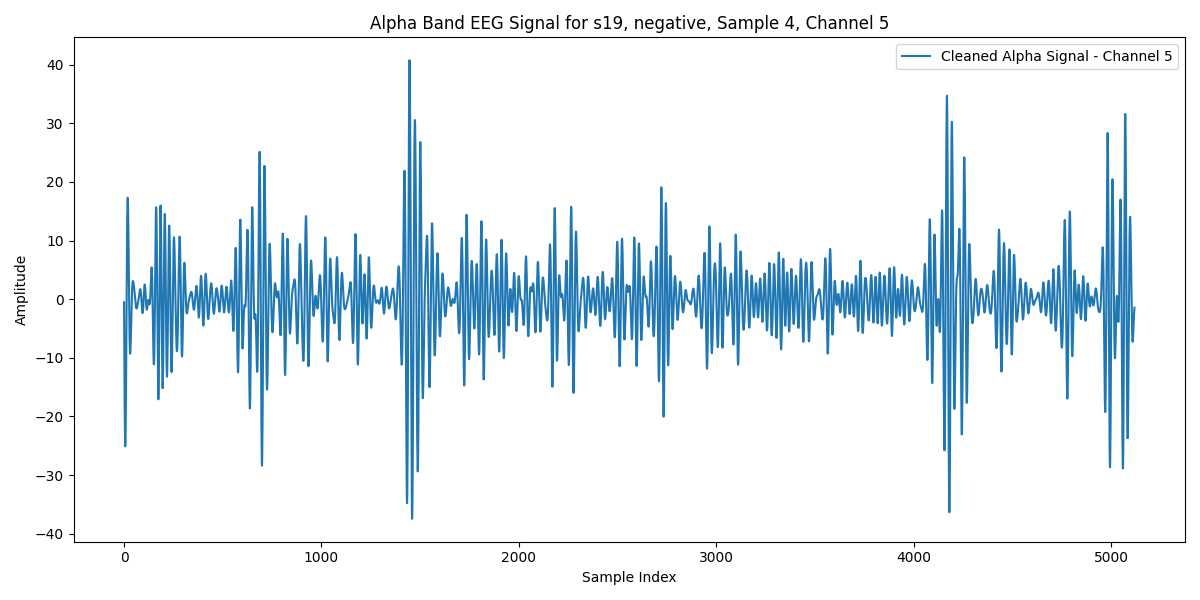 Alpha Band EEG Signal for s19, negative, Sample 4, Channel 5
Cleaned Alpha Signal - Channel 5
Amplitude
40
30
20
10
0
−10
−20
−30
−40
0 1000 2000 3000 4000 5000
Sample Index